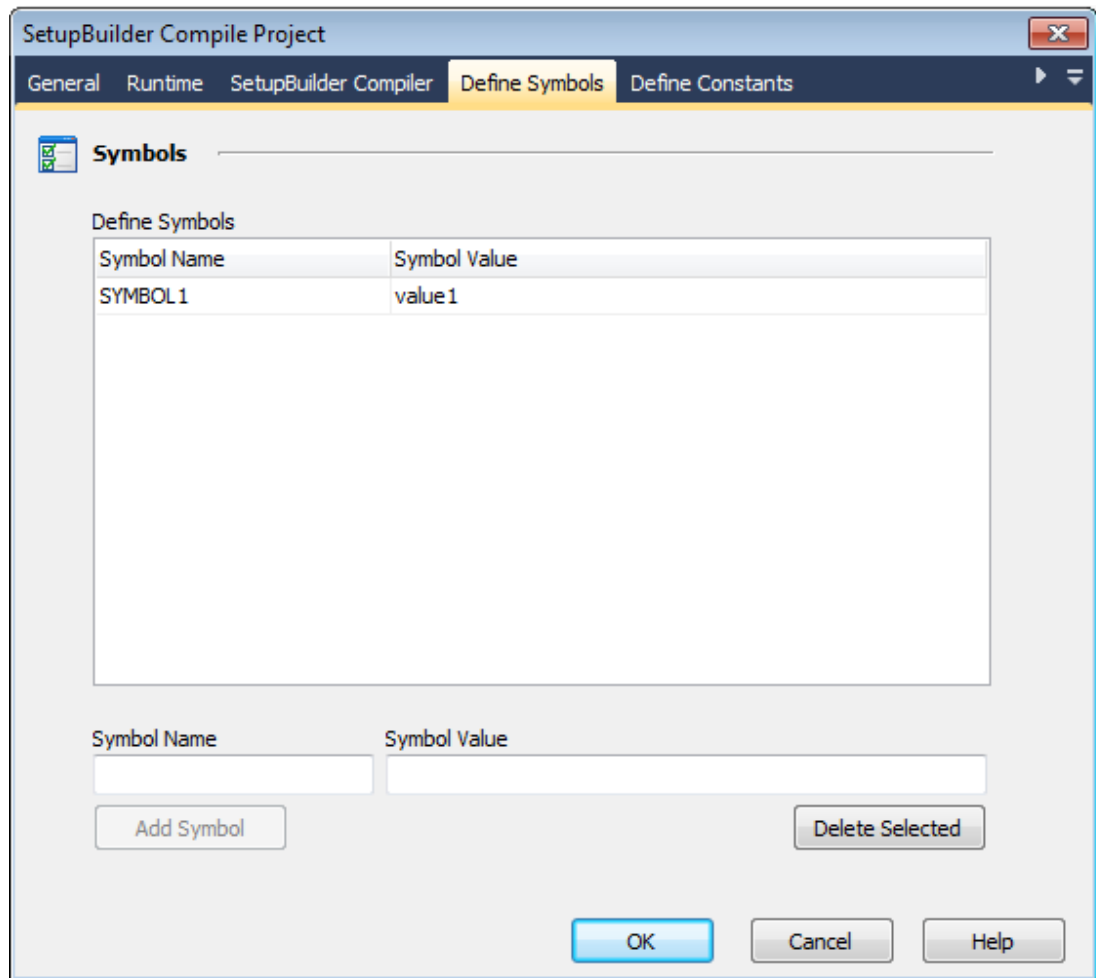 SetupBuilder Compile Project
General Runtime SetupBuilder Compiler Define Symbols Define Constants
Symbols
Define Symbols
Symbol Name Symbol Value
SYMBOL1 value1
Symbol Name Symbol Value
Add Symbol Delete Selected
OK Cancel Help